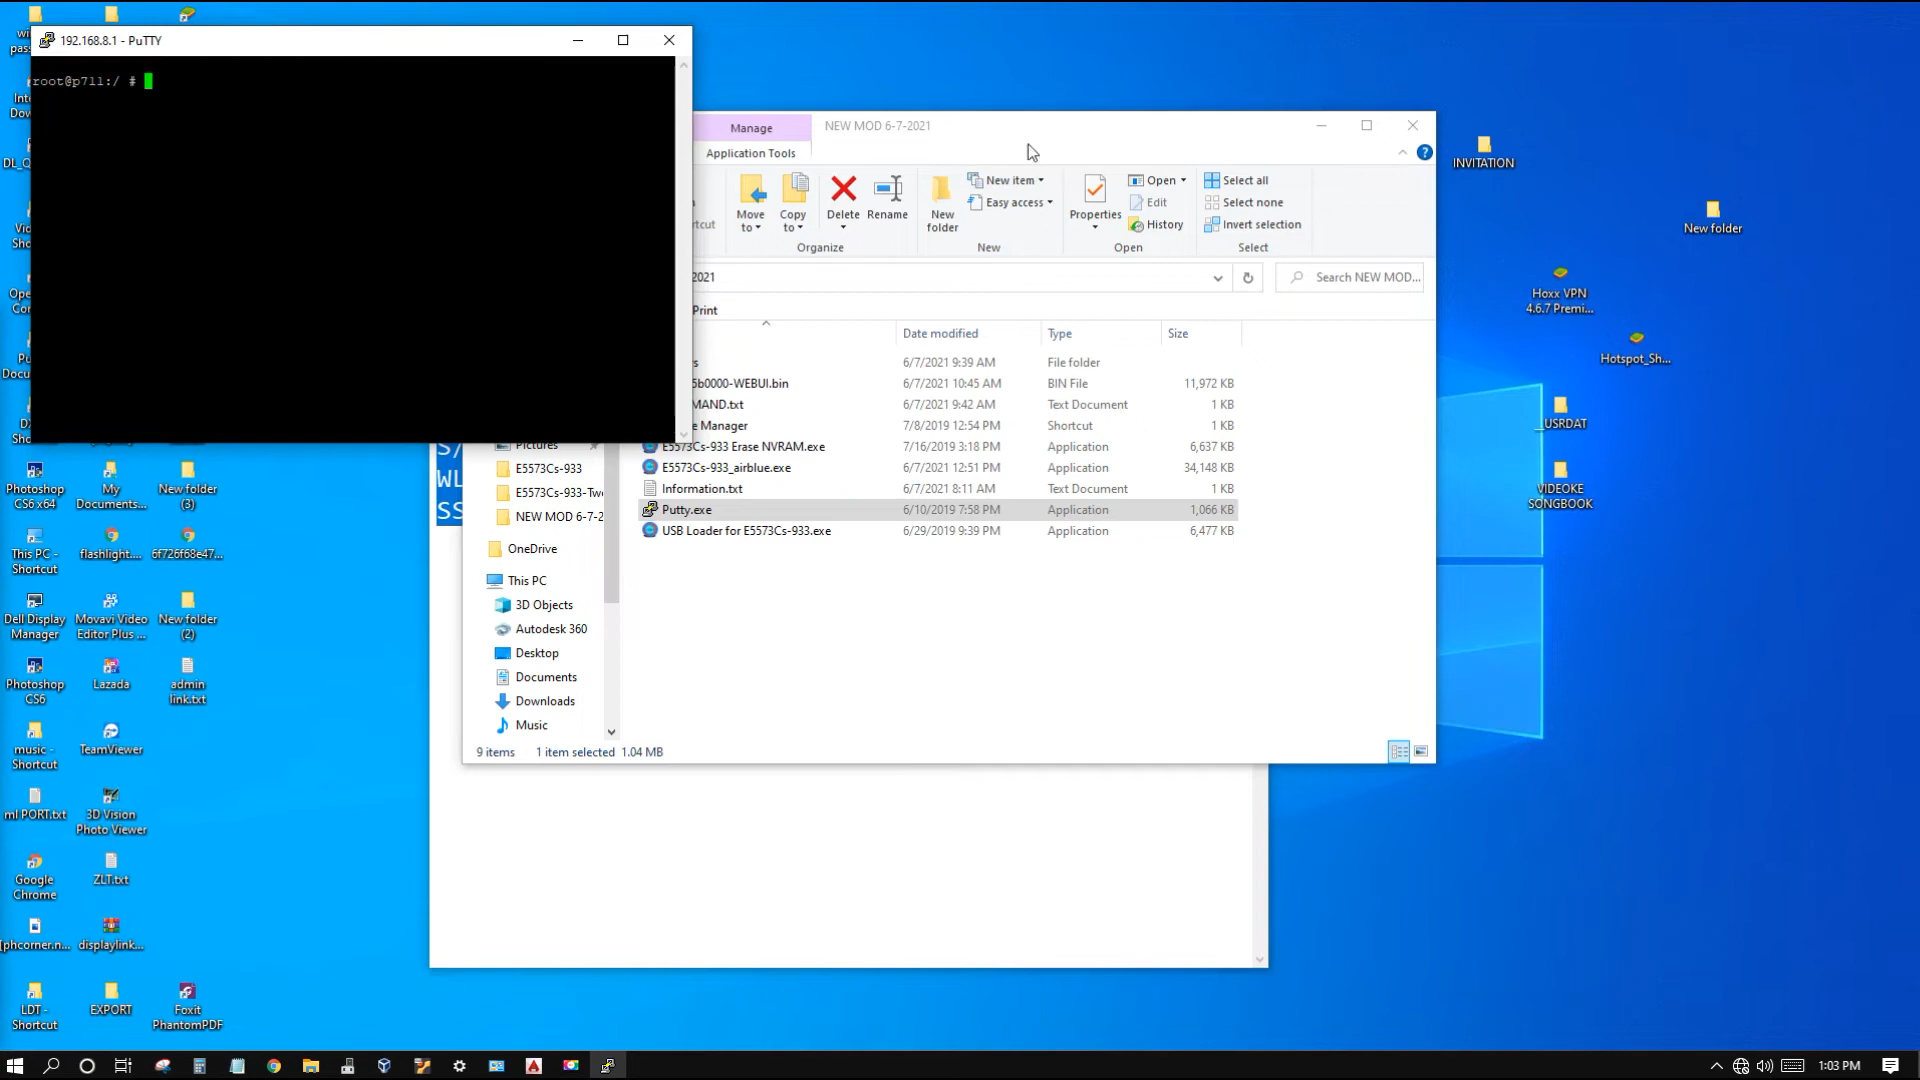 192.168.8.1 - PuTTY
root@p711:/ #
Manage
NEW MOD 6-7-2021
Application Tools
Move to
Copy to
Delete
Rename
New folder
New item
Easy access
Properties
Open
Edit
History
Select all
Select none
Invert selection
Organize
New
Open
Select
2021
Search NEW MOD...
Print
Date modified
Type
Size
6/7/2021 9:39 AM
File folder
5b0000-WEBUI.bin
6/7/2021 10:45 AM
BIN File
11,972 KB
MAND.txt
6/7/2021 9:42 AM
Text Document
1 KB
e Manager
7/8/2019 12:54 PM
Shortcut
1 KB
E5573Cs-933 Erase NVRAM.exe
7/16/2019 3:18 PM
Application
6,637 KB
E5573Cs-933_airblue.exe
6/7/2021 12:51 PM
Application
34,148 KB
Information.txt
6/7/2021 8:11 AM
Text Document
1 KB
Putty.exe
6/10/2019 7:58 PM
Application
1,066 KB
USB Loader for E5573Cs-933.exe
6/29/2019 9:39 PM
Application
6,477 KB
Pictures
E5573Cs-933
E5573Cs-933-Twe
NEW MOD 6-7-2
OneDrive
This PC
3D Objects
Autodesk 360
Desktop
Documents
Downloads
Music
9 items
1 item selected 1.04 MB
S/
WL
SS
INVITATION
New folder
Hoxx VPN
4.6.7 Premi...
Hotspot_Sh...
__USRDAT
VIDEOKE
SONGBOOK
Photoshop
CS6 x64
My
Documents...
New folder
(3)
This PC -
Shortcut
flashlight....
6f726f68e47...
Dell Display
Manager
Movavi Video
Editor Plus ...
New folder
(2)
Photoshop
CS6
Lazada
admin
link.txt
music -
Shortcut
TeamViewer
ml PORT.txt
3D Vision
Photo Viewer
Google
Chrome
ZLT.txt
[phcorner.n...
displaylink...
LDT -
Shortcut
EXPORT
Foxit
PhantomPDF
1:03 PM